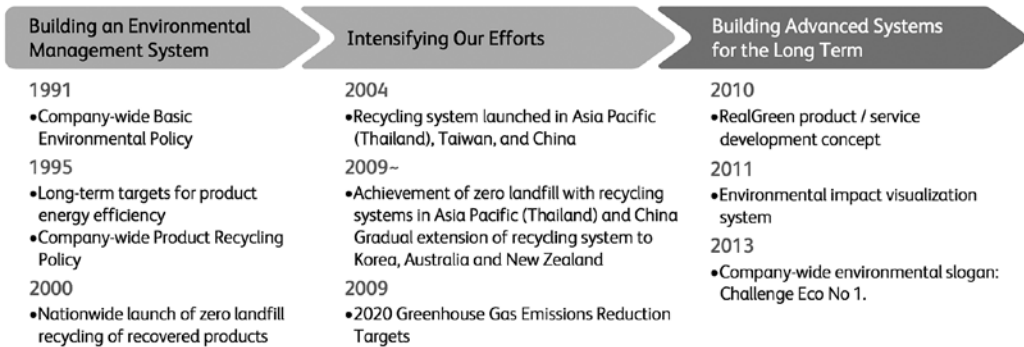 Building an Environmental
Management System
1991
•Company-wide Basic
Environmental Policy
1995
•Long-term targets for product
energy efficiency
•Company-wide Product Recycling
Policy
2000
•Nationwide launch of zero landfill
recycling of recovered products
Intensifying Our Efforts
2004
•Recycling system launched in Asia Pacific
(Thailand), Taiwan, and China
2009~
•Achievement of zero landfill with recycling
systems in Asia Pacific (Thailand) and China
Gradual extension of recycling system to
Korea, Australia and New Zealand
2009
•2020 Greenhouse Gas Emissions Reduction
Targets
Building Advanced Systems
for the Long Term
2010
•RealGreen product / service
development concept
2011
•Environmental impact visualization
system
2013
•Company-wide environmental slogan:
Challenge Eco No 1.